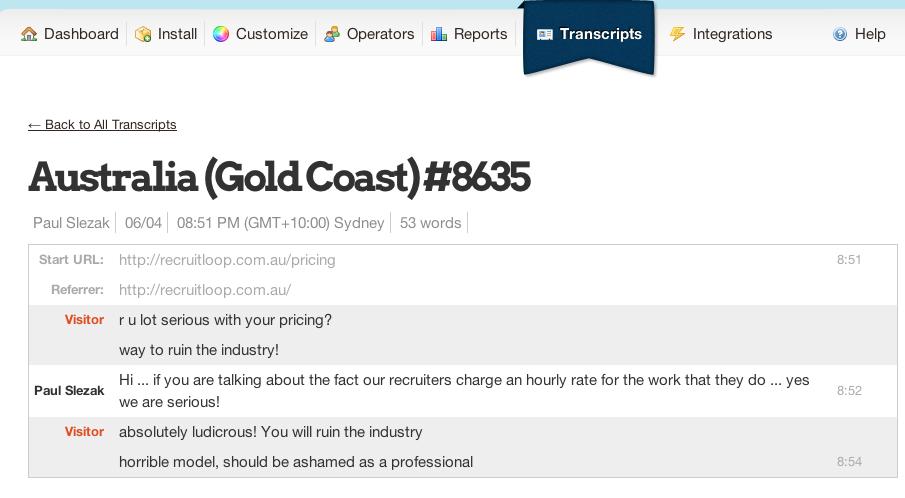 Dashboard Install Customize Operators Reports Transcripts Integrations Help
← Back to All Transcripts
Australia (Gold Coast) #8635
Paul Slezak 06/04 08:51 PM (GMT+10:00) Sydney 53 words
Start URL: http://recruitloop.com.au/pricing 8:51
Referrer: http://recruitloop.com.au/
Visitor r u lot serious with your pricing?
way to ruin the industry!
Paul Slezak Hi ... if you are talking about the fact our recruiters charge an hourly rate for the work that they do ... yes 8:52
we are serious!
Visitor absolutely ludicrous! You will ruin the industry
horrible model, should be ashamed as a professional 8:54